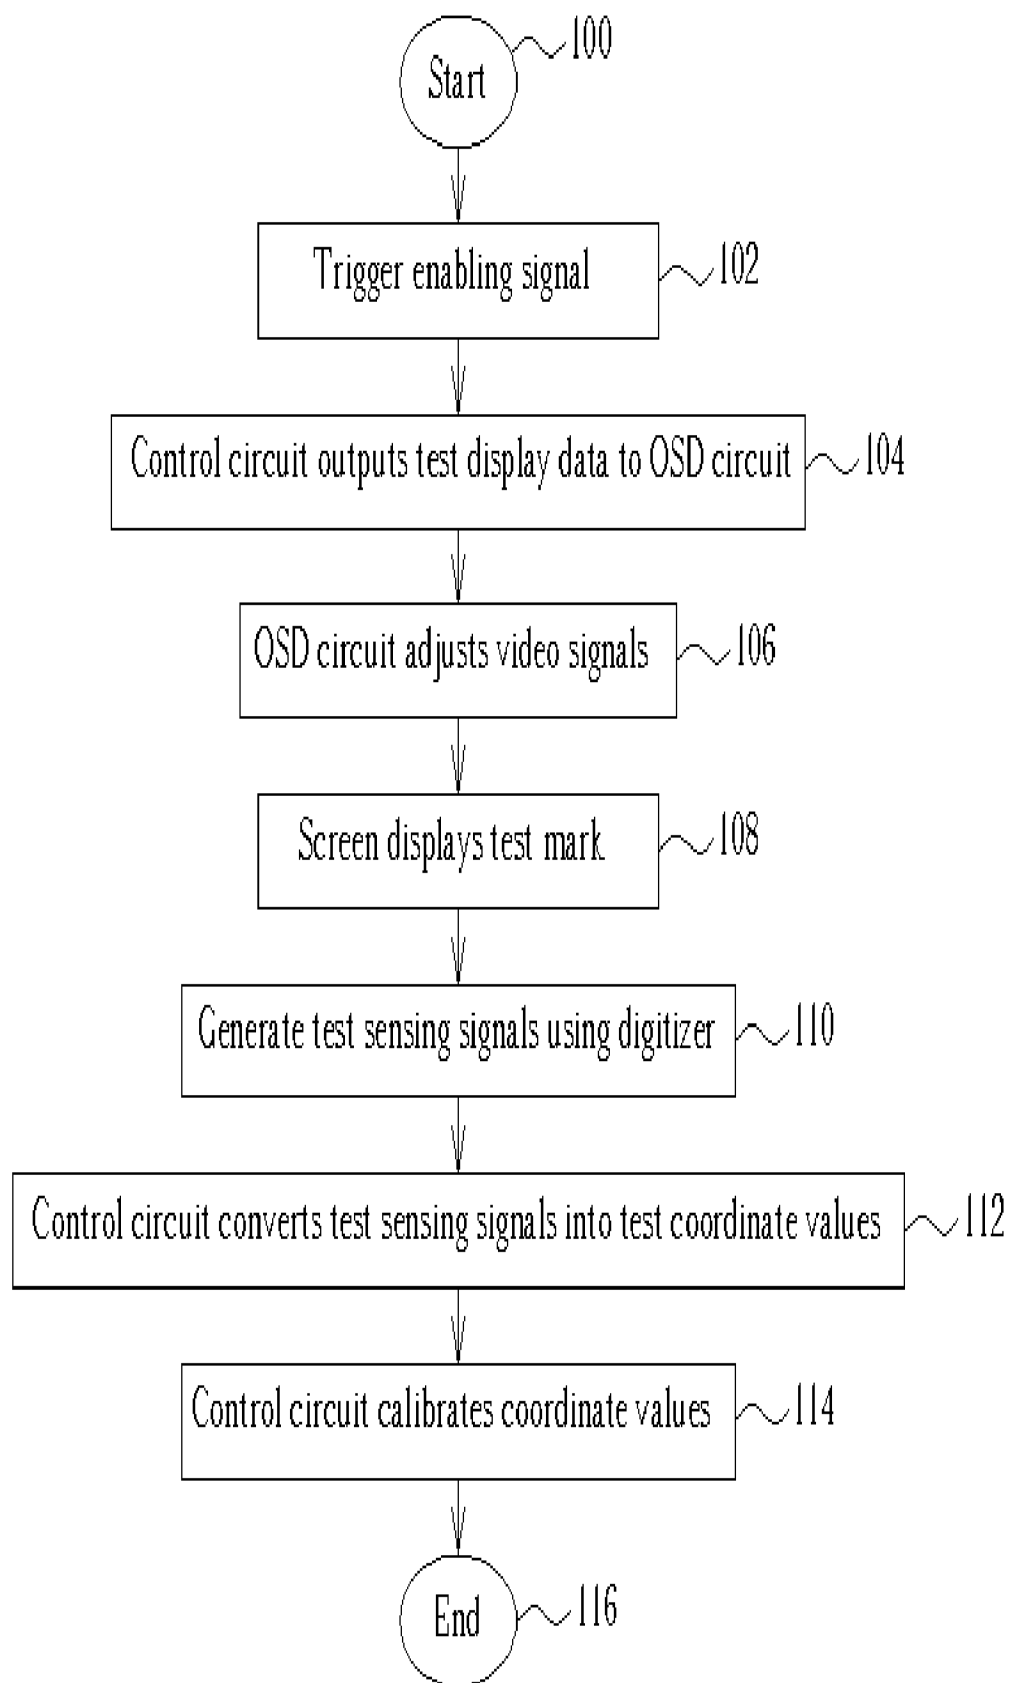 Start
100
Trigger enabling signal
102
Control circuit outputs test display data to OSD circuit
104
OSD circuit adjusts video signals
106
Screen displays test mark
108
Generate test sensing signals using digitizer
110
Control circuit converts test sensing signals into test coordinate values
112
Control circuit calibrates coordinate values
114
End
116